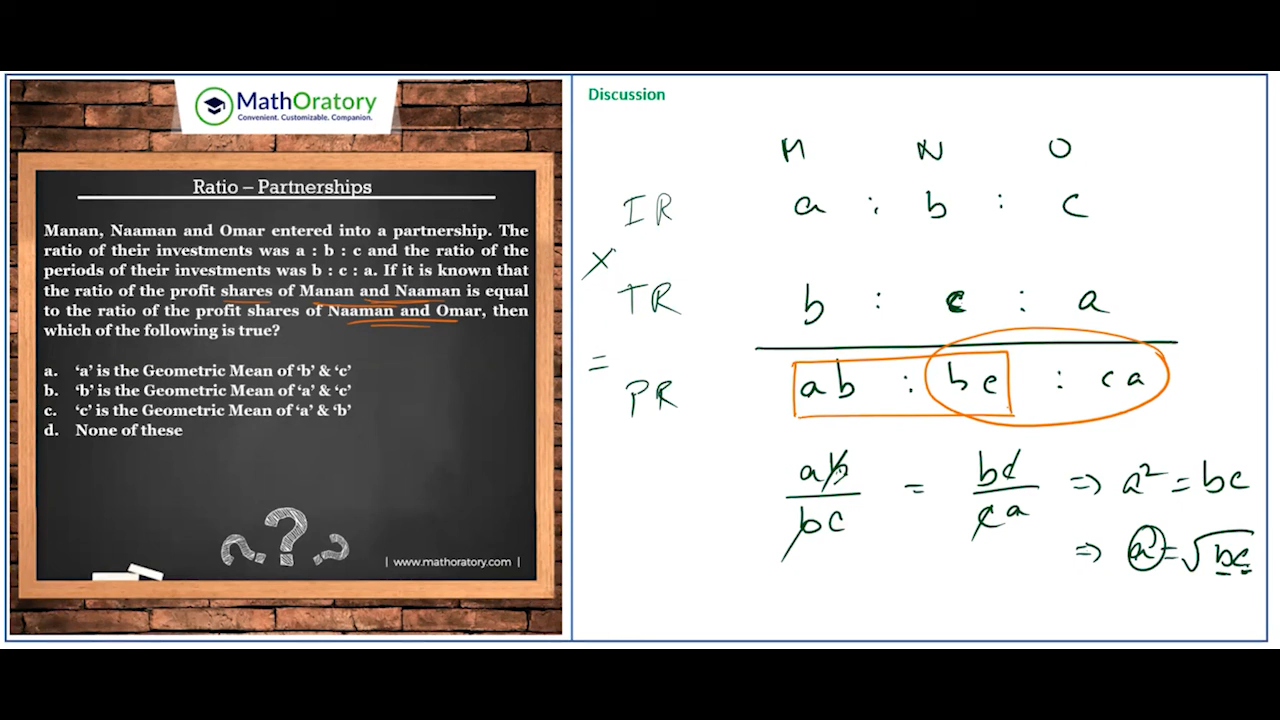 MathOratory
Convenient. Customizable. Companion.
Ratio – Partnerships
Manan, Naaman and Omar entered into a partnership. The
ratio of their investments was a : b : c and the ratio of the
periods of their investments was b : c : a. If it is known that
the ratio of the profit shares of Manan and Naaman is equal
to the ratio of the profit shares of Naaman and Omar, then
which of the following is true?
a. ‘a’ is the Geometric Mean of ‘b’ & ‘c’
b. ‘b’ is the Geometric Mean of ‘a’ & ‘c’
c. ‘c’ is the Geometric Mean of ‘a’ & ‘b’
d. None of these
| www.mathoratory.com |
Discussion
M N O
IR a : b : c
×
TR b : c : a
=
PR ab : bc : ca
ab/bc = bc/ca => a² = bc
=> a = √bc